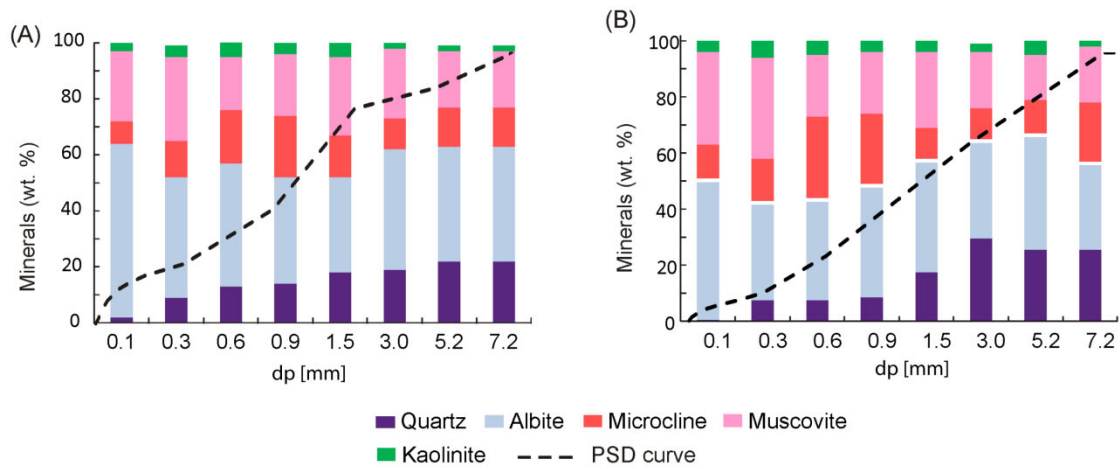 (A)
Minerals (wt. %)
100
80
60
40
20
0
0.1 0.3 0.6 0.9 1.5 3.0 5.2 7.2
dp [mm]
(B)
Minerals (wt. %)
100
80
60
40
20
0
0.1 0.3 0.6 0.9 1.5 3.0 5.2 7.2
dp [mm]
Quartz Albite Microcline Muscovite
Kaolinite PSD curve